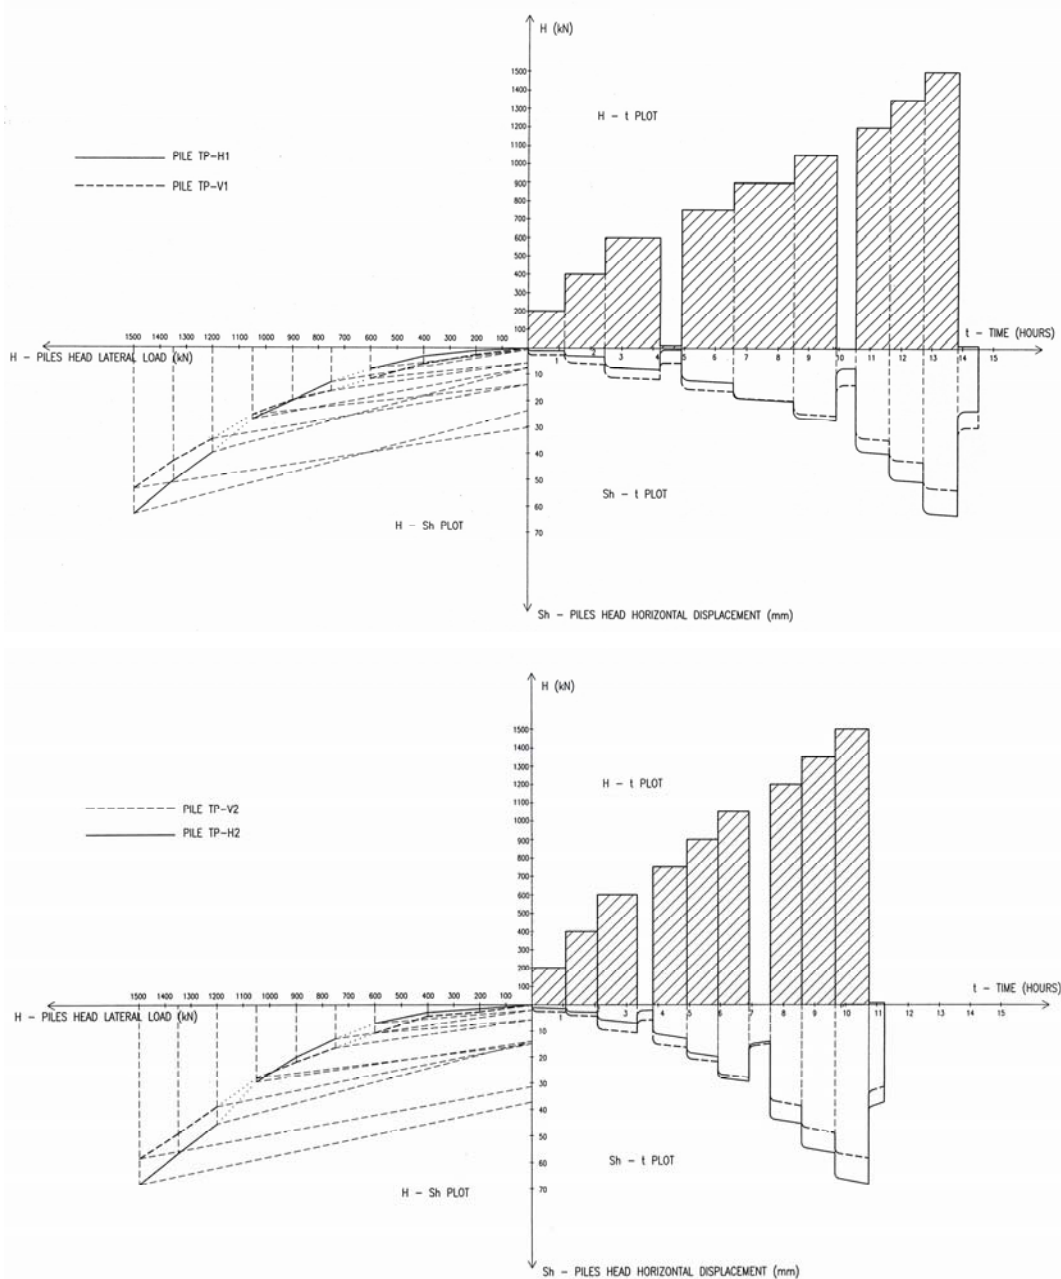 H (kN)
1500
1400
1300
1200
1100
1000
900
800
700
600
500
400
300
200
100
H – t PLOT
PILE TP–H1
PILE TP–V1
t – TIME (HOURS)
1 2 3 4 5 6 7 8 9 10 11 12 13 14 15
1500 1400 1300 1200 1100 1000 900 800 700 600 500 400 300 200 100
H – PILES HEAD LATERAL LOAD (kN)
10
20
30
40
50
60
70
Sh – t PLOT
H – Sh PLOT
Sh – PILES HEAD HORIZONTAL DISPLACEMENT (mm)
H (kN)
1500
1400
1300
1200
1100
1000
900
800
700
600
500
400
300
200
100
H – t PLOT
PILE TP–V2
PILE TP–H2
t – TIME (HOURS)
1500 1400 1300 1200 1100 1000 900 800 700 600 500 400 300 200 100
H – PILES HEAD LATERAL LOAD (kN)
1 2 3 4 5 6 7 8 9 10 11 12 13 14 15
10
20
30
40
50
60
70
Sh – t PLOT
H – Sh PLOT
Sh – PILES HEAD HORIZONTAL DISPLACEMENT (mm)